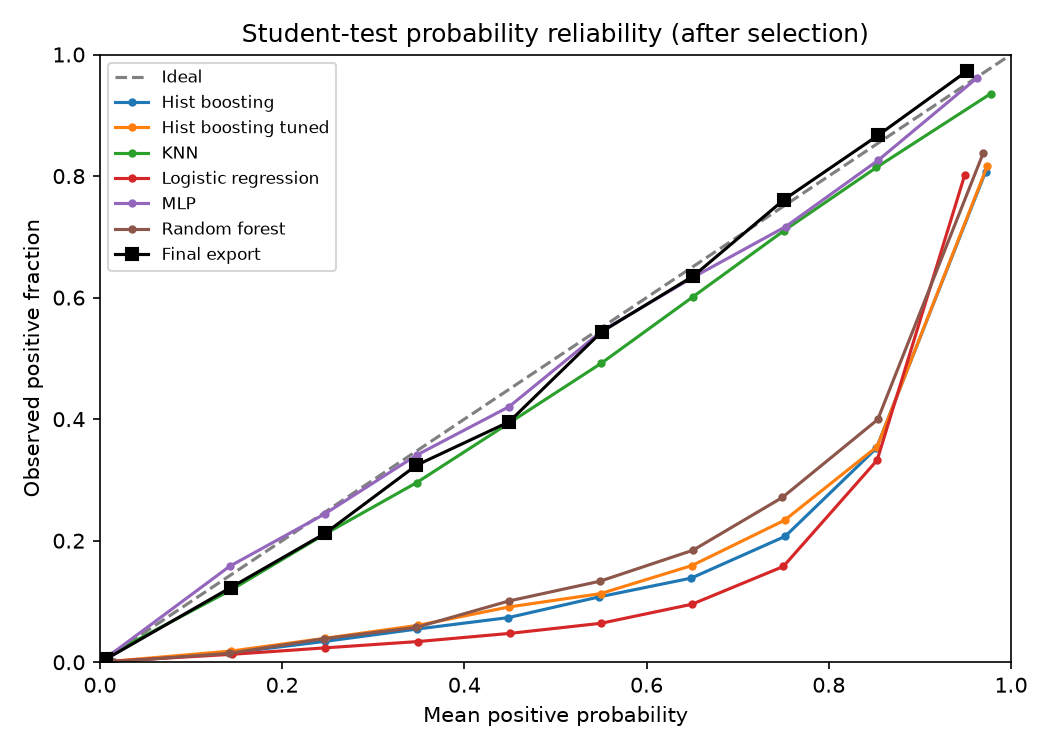 Student-test probability reliability (after selection)
1.0
0.8
0.6
0.4
0.2
0.0
Observed positive fraction
Ideal
Hist boosting
Hist boosting tuned
KNN
Logistic regression
MLP
Random forest
Final export
0.0 0.2 0.4 0.6 0.8 1.0
Mean positive probability